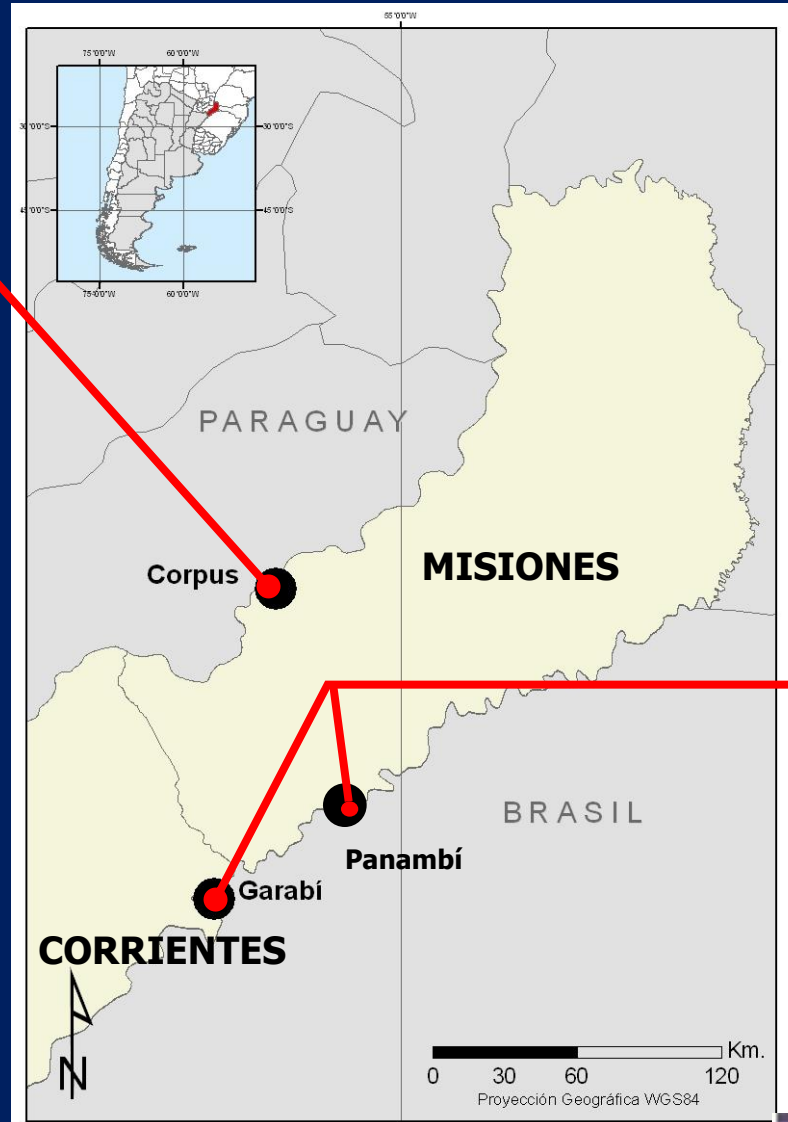 55°0'0"W
75°0'0"W 60°0'0"W
30°0'0"S 30°0'0"S
45°0'0"S 45°0'0"S
75°0'0"W 60°0'0"W
PARAGUAY
Corpus
MISIONES
BRASIL
Panambí
Garabí
CORRIENTES
N
Km.
0 30 60 120
Proyección Geográfica WGS84